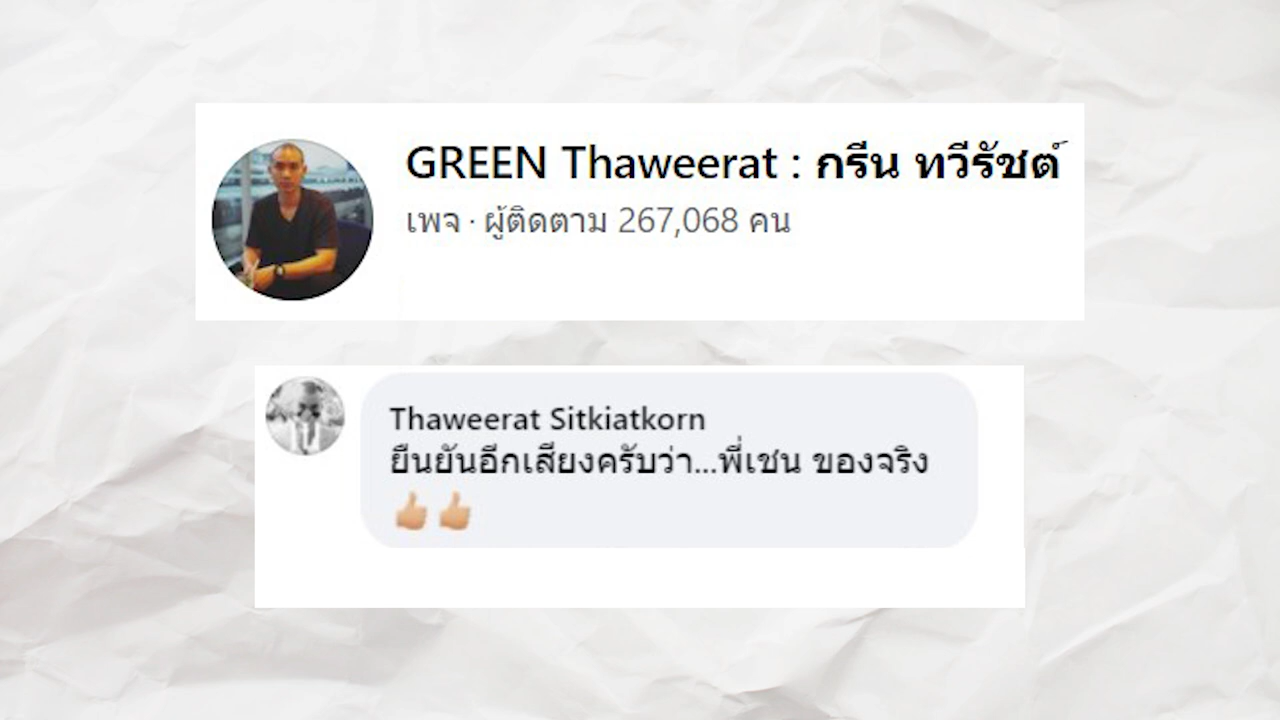 GREEN Thaweerat : กรีน ทวีรัชต์
เพจ · ผู้ติดตาม 267,068 คน
Thaweerat Sitkiatkorn
ยืนยันอีกเสียงครับว่า...พี่เชน ของจริง
👍🏼👍🏼